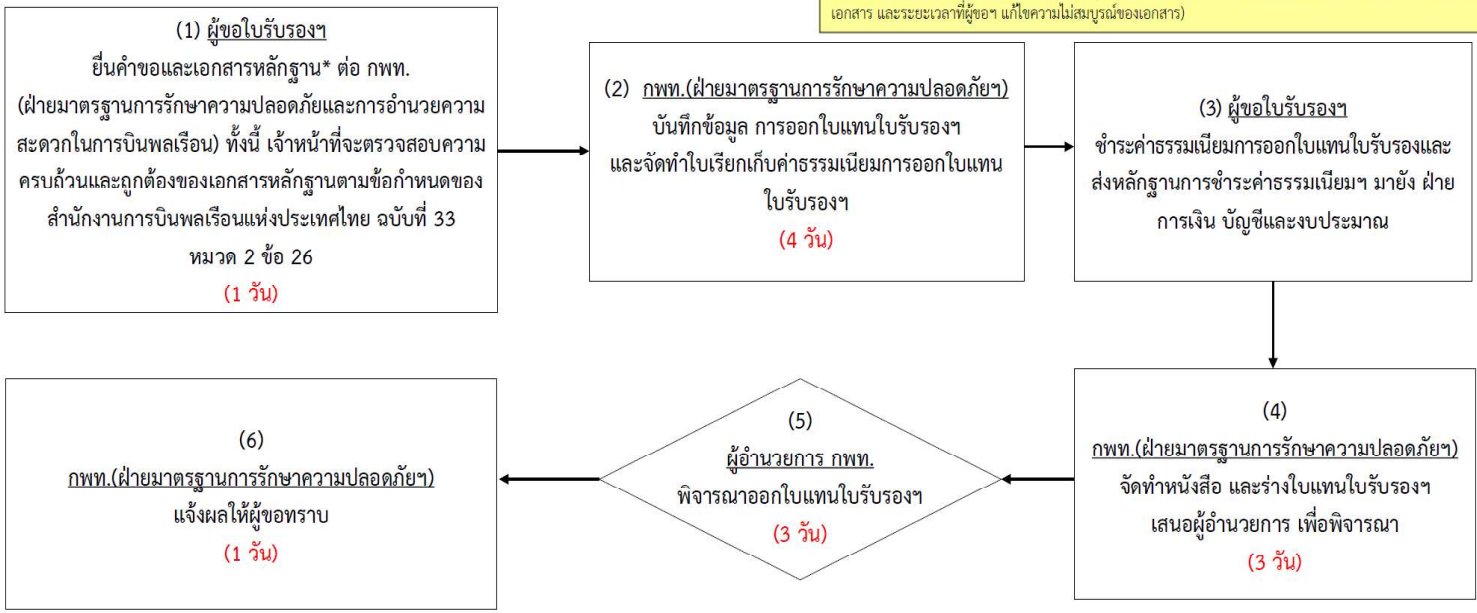 เอกสาร และระยะเวลาที่ผู้ขอฯ แก้ไขความไม่สมบูรณ์ของเอกสาร)
(1) ผู้ขอใบรับรองฯ
ยื่นคำขอและเอกสารหลักฐาน* ต่อ กพท.
(ฝ่ายมาตรฐานการรักษาความปลอดภัยและการอำนวยความ
สะดวกในการบินพลเรือน) ทั้งนี้ เจ้าหน้าที่จะตรวจสอบความ
ครบถ้วนและถูกต้องของเอกสารหลักฐานตามข้อกำหนดของ
สำนักงานการบินพลเรือนแห่งประเทศไทย ฉบับที่ 33
หมวด 2 ข้อ 26
(1 วัน)
(2) กพท.(ฝ่ายมาตรฐานการรักษาความปลอดภัยฯ)
บันทึกข้อมูล การออกใบแทนใบรับรองฯ
และจัดทำใบเรียกเก็บค่าธรรมเนียมการออกใบแทน
ใบรับรองฯ
(4 วัน)
(3) ผู้ขอใบรับรองฯ
ชำระค่าธรรมเนียมการออกใบแทนใบรับรองและ
ส่งหลักฐานการชำระค่าธรรมเนียมฯ มายัง ฝ่าย
การเงิน บัญชีและงบประมาณ
(4)
กพท.(ฝ่ายมาตรฐานการรักษาความปลอดภัยฯ)
จัดทำหนังสือ และร่างใบแทนใบรับรองฯ
เสนอผู้อำนวยการ เพื่อพิจารณา
(3 วัน)
(5)
ผู้อำนวยการ กพท.
พิจารณาออกใบแทนใบรับรองฯ
(3 วัน)
(6)
กพท.(ฝ่ายมาตรฐานการรักษาความปลอดภัยฯ)
แจ้งผลให้ผู้ขอทราบ
(1 วัน)